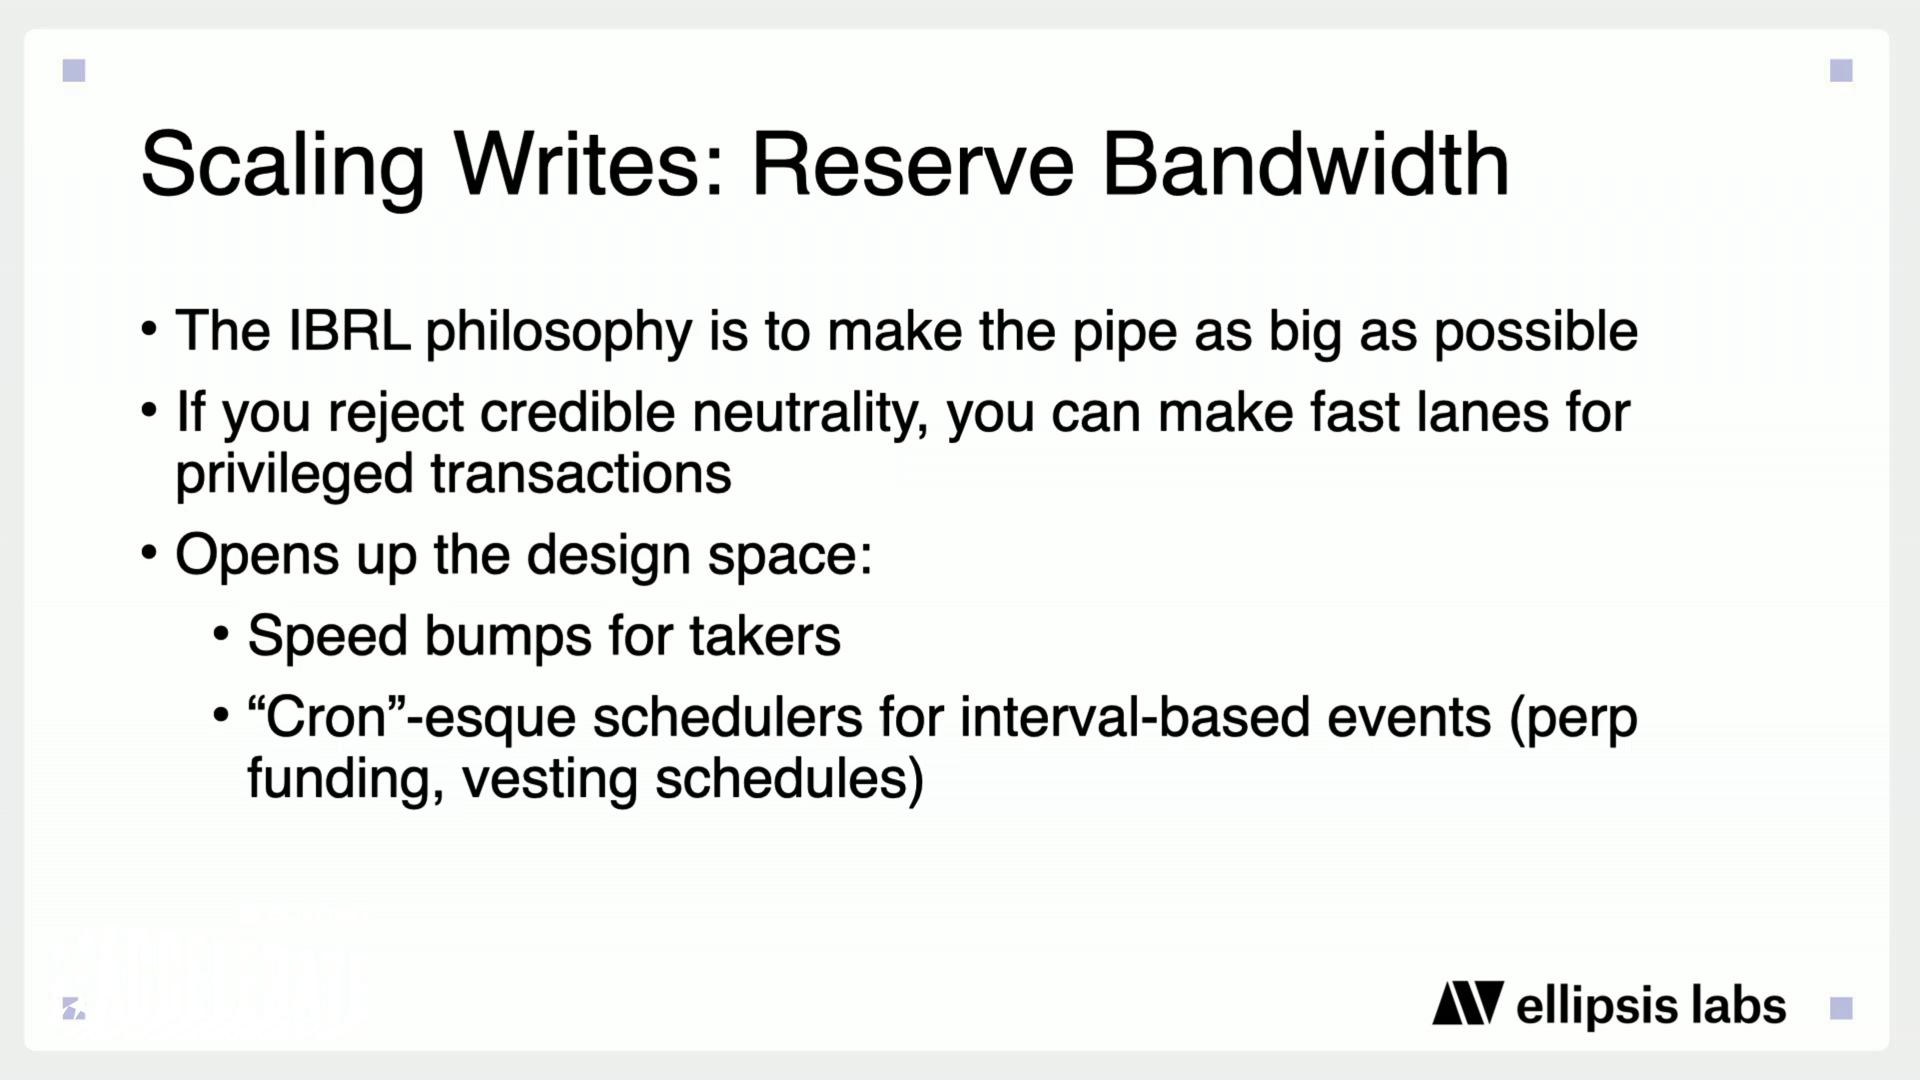 Scaling Writes: Reserve Bandwidth
• The IBRL philosophy is to make the pipe as big as possible
• If you reject credible neutrality, you can make fast lanes for
privileged transactions
• Opens up the design space:
• Speed bumps for takers
• “Cron”-esque schedulers for interval-based events (perp
funding, vesting schedules)
ellipsis labs